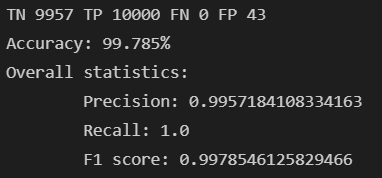 TN 9957 TP 10000 FN 0 FP 43
Accuracy: 99.785%
Overall statistics:
Precision: 0.9957184108334163
Recall: 1.0
F1 score: 0.9978546125829466